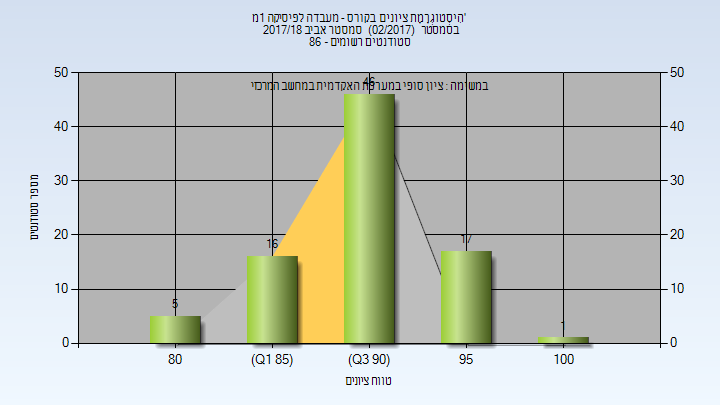 הִיסְטוֹגְרָמַת ציונים בקורס - מעבדה לפיסיקה 1מ'
בסמסטר (02/2017) סמסטר אביב 2017/18
סטודנטים רשומים - 86
במשימה : ציון סופי במערכת האקדמית במחשב המרכזי
50 50
40 40
30 30
20 20
10 10
0 0
מספר סטודנטים
5
16
46
17
1
80
(Q1 85)
(Q3 90)
95
100
טווח ציונים